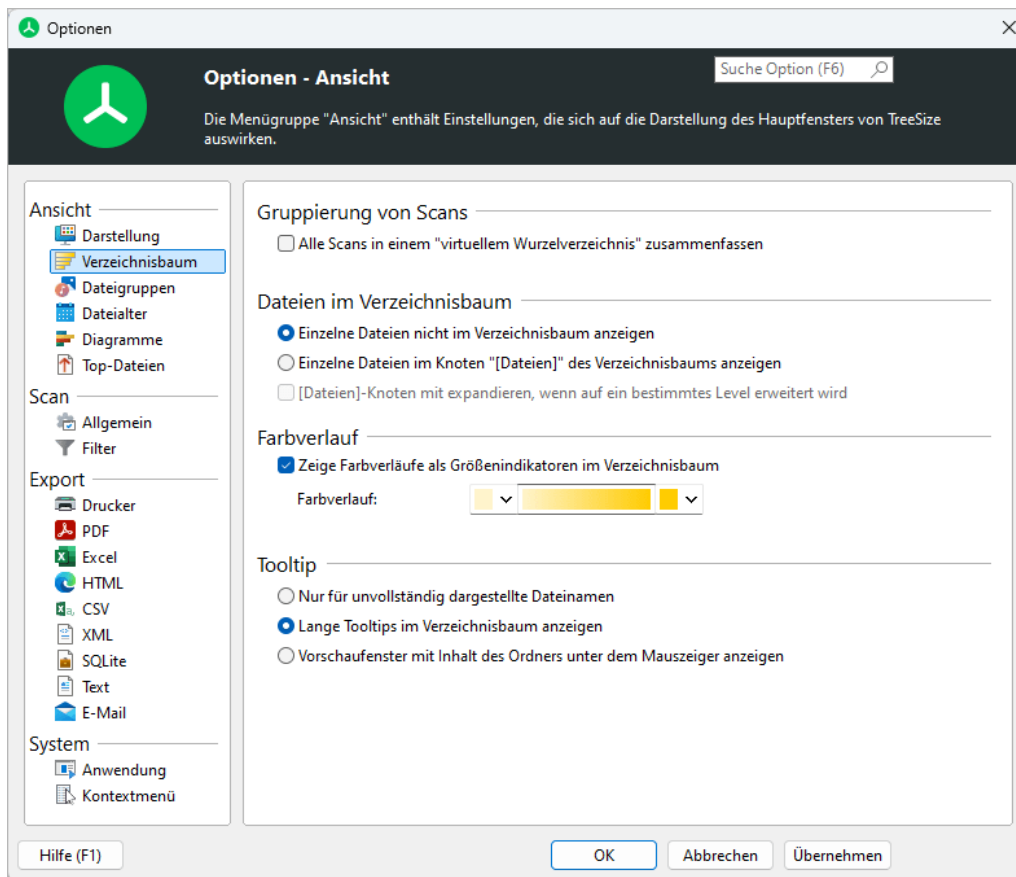 Optionen
Optionen - Ansicht
Suche Option (F6)
Die Menügruppe "Ansicht" enthält Einstellungen, die sich auf die Darstellung des Hauptfensters von TreeSize
auswirken.
Ansicht
Darstellung
Verzeichnisbaum
Dateigruppen
Dateialter
Diagramme
Top-Dateien
Scan
Allgemein
Filter
Export
Drucker
PDF
Excel
HTML
CSV
XML
SQLite
Text
E-Mail
System
Anwendung
Kontextmenü
Gruppierung von Scans
Alle Scans in einem "virtuellem Wurzelverzeichnis" zusammenfassen
Dateien im Verzeichnisbaum
Einzelne Dateien nicht im Verzeichnisbaum anzeigen
Einzelne Dateien im Knoten "[Dateien]" des Verzeichnisbaums anzeigen
[Dateien]-Knoten mit expandieren, wenn auf ein bestimmtes Level erweitert wird
Farbverlauf
Zeige Farbverläufe als Größenindikatoren im Verzeichnisbaum
Farbverlauf:
Tooltip
Nur für unvollständig dargestellte Dateinamen
Lange Tooltips im Verzeichnisbaum anzeigen
Vorschaufenster mit Inhalt des Ordners unter dem Mauszeiger anzeigen
Hilfe (F1)
OK
Abbrechen
Übernehmen